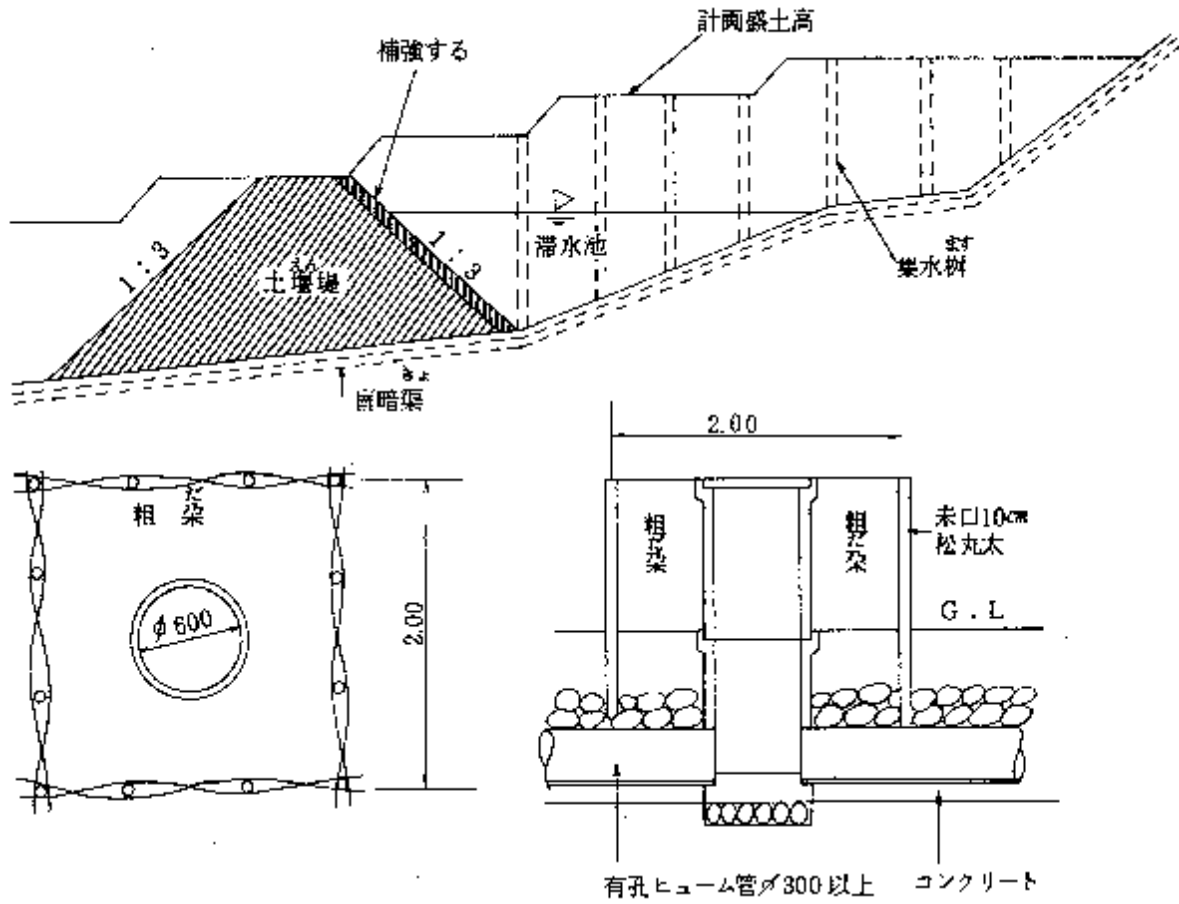 計画盛土高
補強する
1:3
えん
土堰堤
1:3
滞水池
ます
集水桝
きょ
盲暗渠
2.00
だ
粗朶
φ600
2.00
粗朶
だ
粗朶
だ
末口10cm
松丸太
G.L
有孔ヒューム管φ300以上
コンクリート